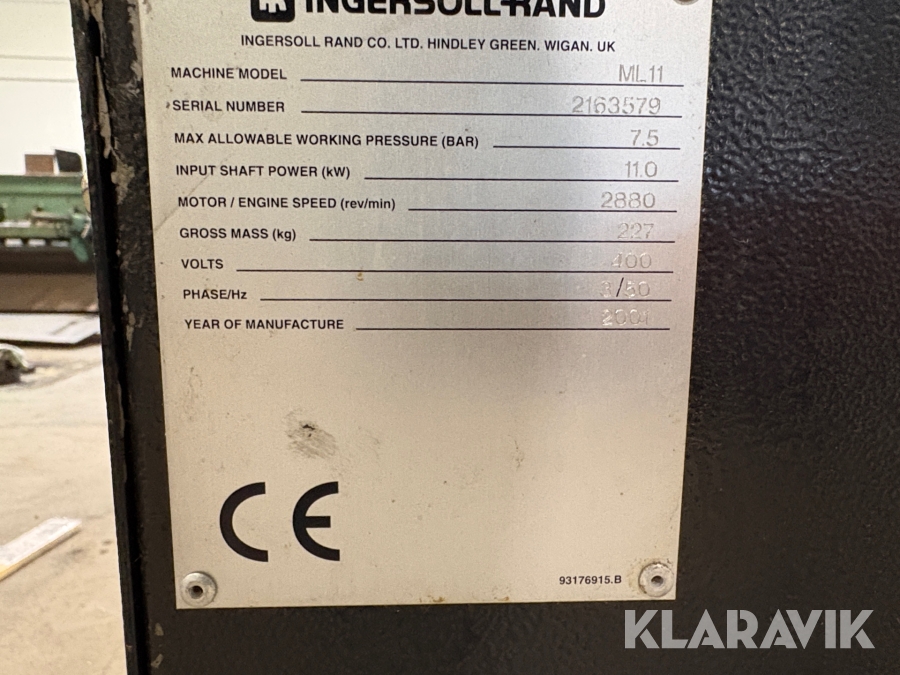 INGERSOLL-RAND
INGERSOLL RAND CO. LTD. HINDLEY GREEN. WIGAN. UK
MACHINE MODEL ML11
SERIAL NUMBER 2163579
MAX ALLOWABLE WORKING PRESSURE (BAR) 7.5
INPUT SHAFT POWER (kW) 11.0
MOTOR / ENGINE SPEED (rev/min) 2880
GROSS MASS (kg) 227
VOLTS 400
PHASE/Hz 3/50
YEAR OF MANUFACTURE 2001
CE
93176915.B
KLARAVIK